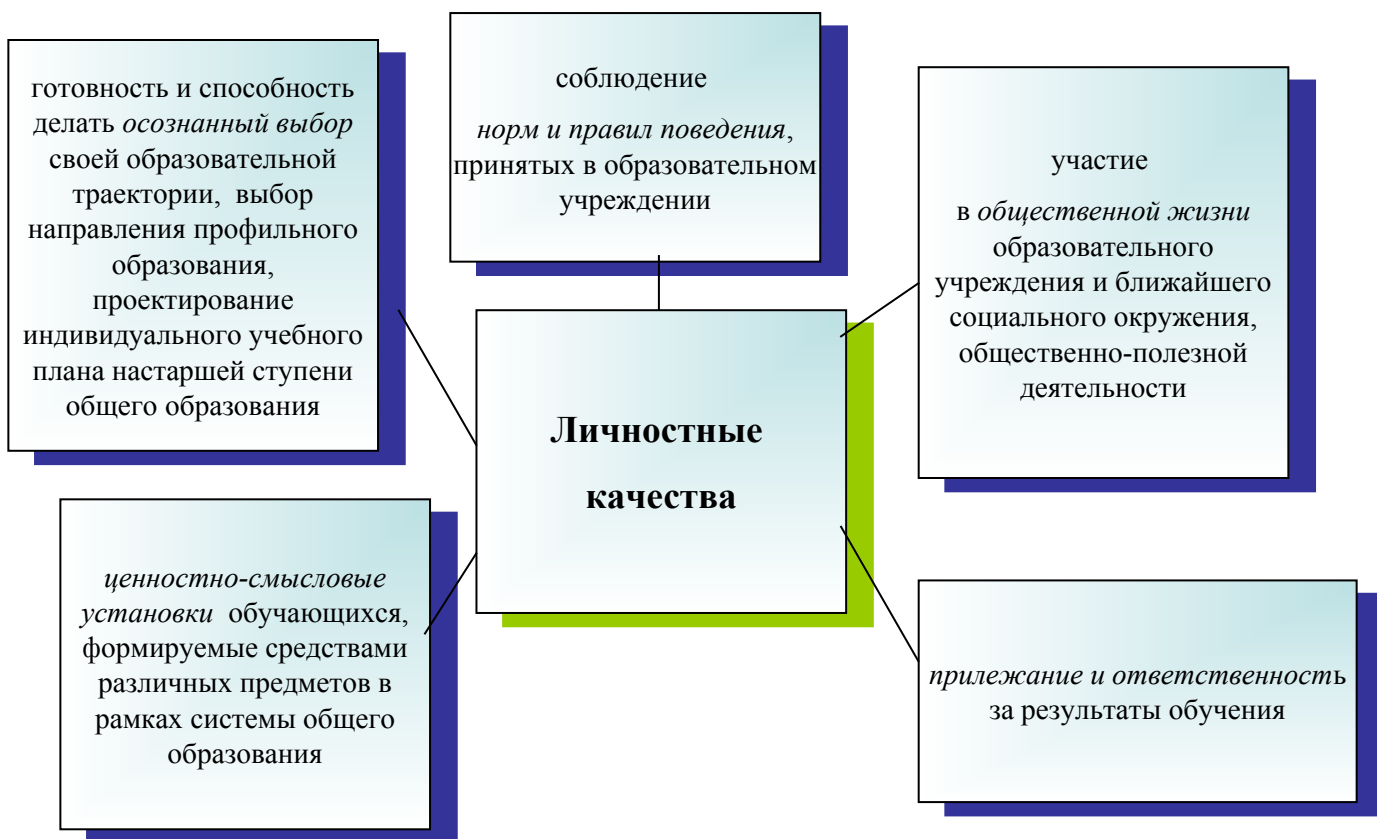 готовность и способность
делать осознанный выбор
своей образовательной
траектории, выбор
направления профильного
образования,
проектирование
индивидуального учебного
плана настаршей ступени
общего образования
соблюдение
норм и правил поведения,
принятых в образовательном
учреждении
участие
в общественной жизни
образовательного
учреждения и ближайшего
социального окружения,
общественно-полезной
деятельности
Личностные
качества
ценностно-смысловые
установки обучающихся,
формируемые средствами
различных предметов в
рамках системы общего
образования
прилежание и ответственность
за результаты обучения